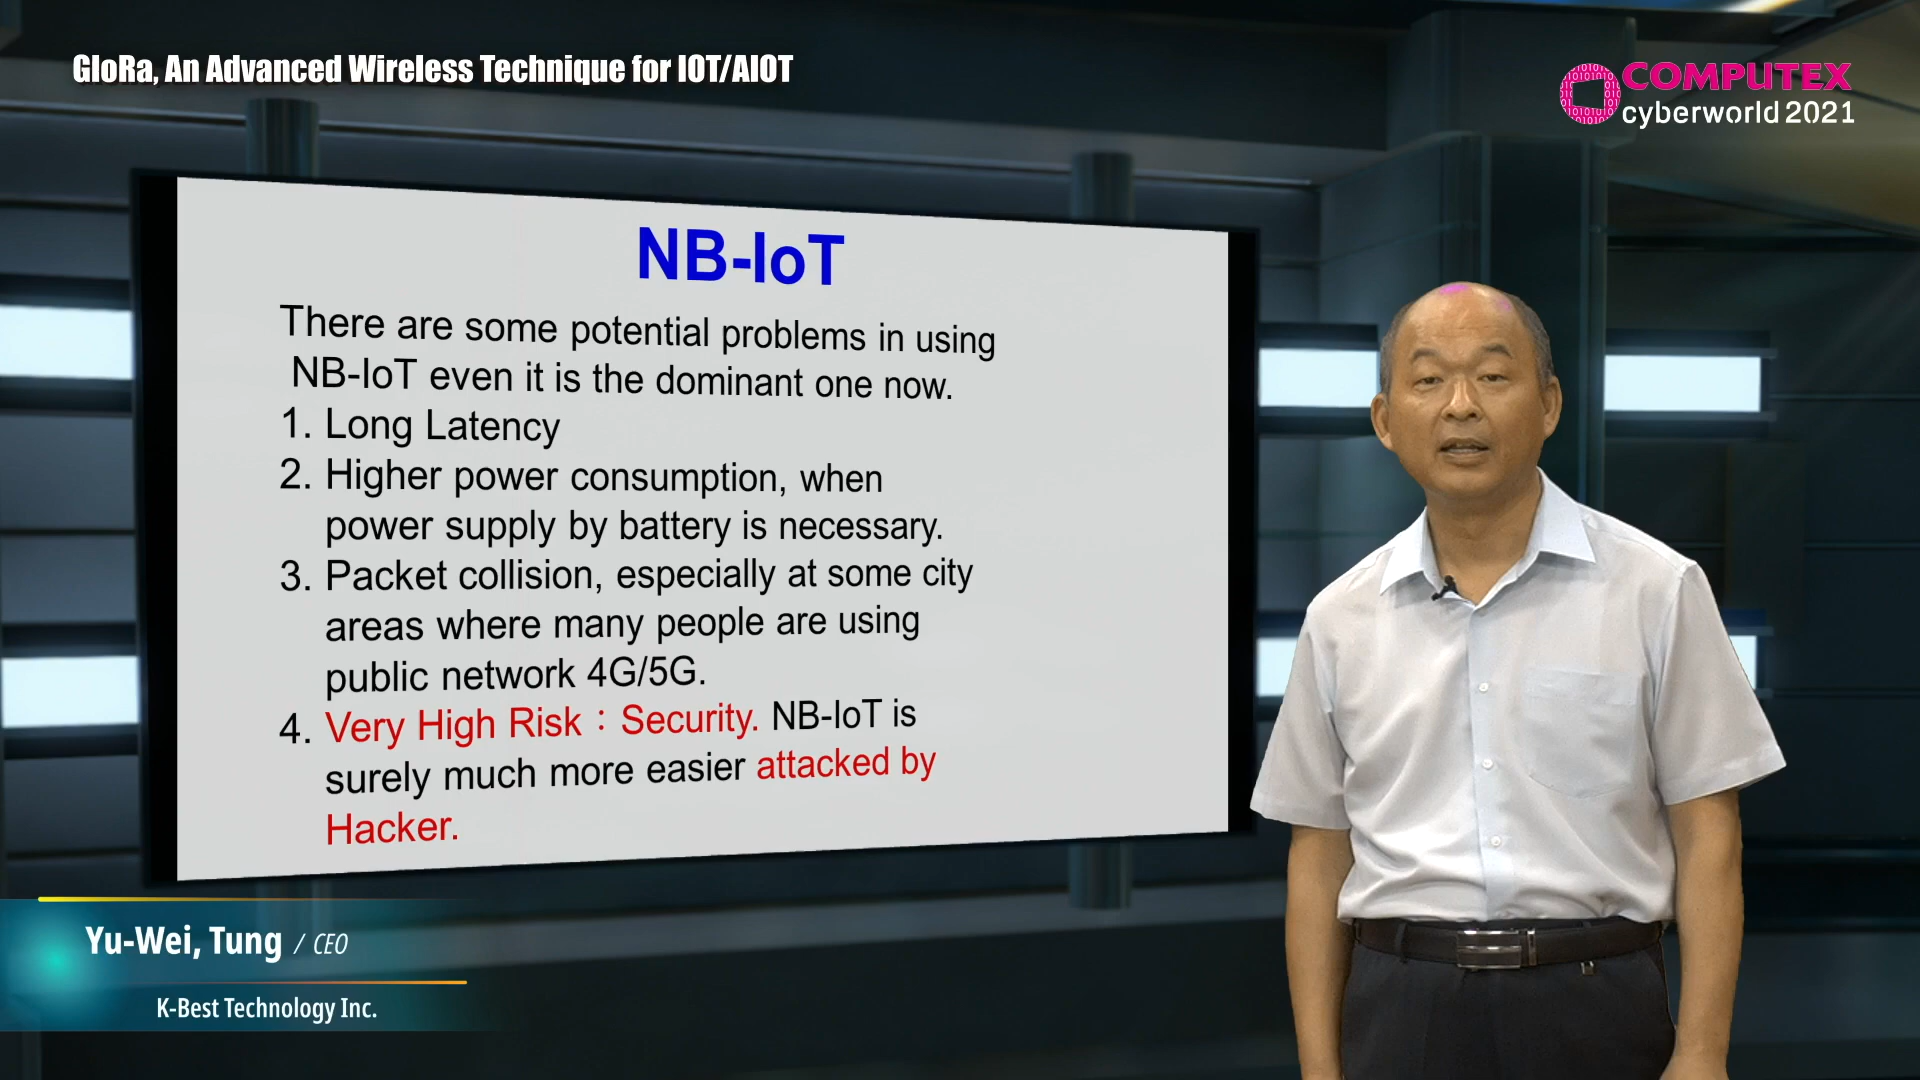 GloRa, An Advanced Wireless Technique for IOT/AIOT
COMPUTEX
cyberworld 2021
NB-IoT
There are some potential problems in using
NB-IoT even it is the dominant one now.
1. Long Latency
2. Higher power consumption, when
power supply by battery is necessary.
3. Packet collision, especially at some city
areas where many people are using
public network 4G/5G.
4. Very High Risk：Security. NB-IoT is
surely much more easier attacked by
Hacker.
Yu-Wei, Tung / CEO
K-Best Technology Inc.